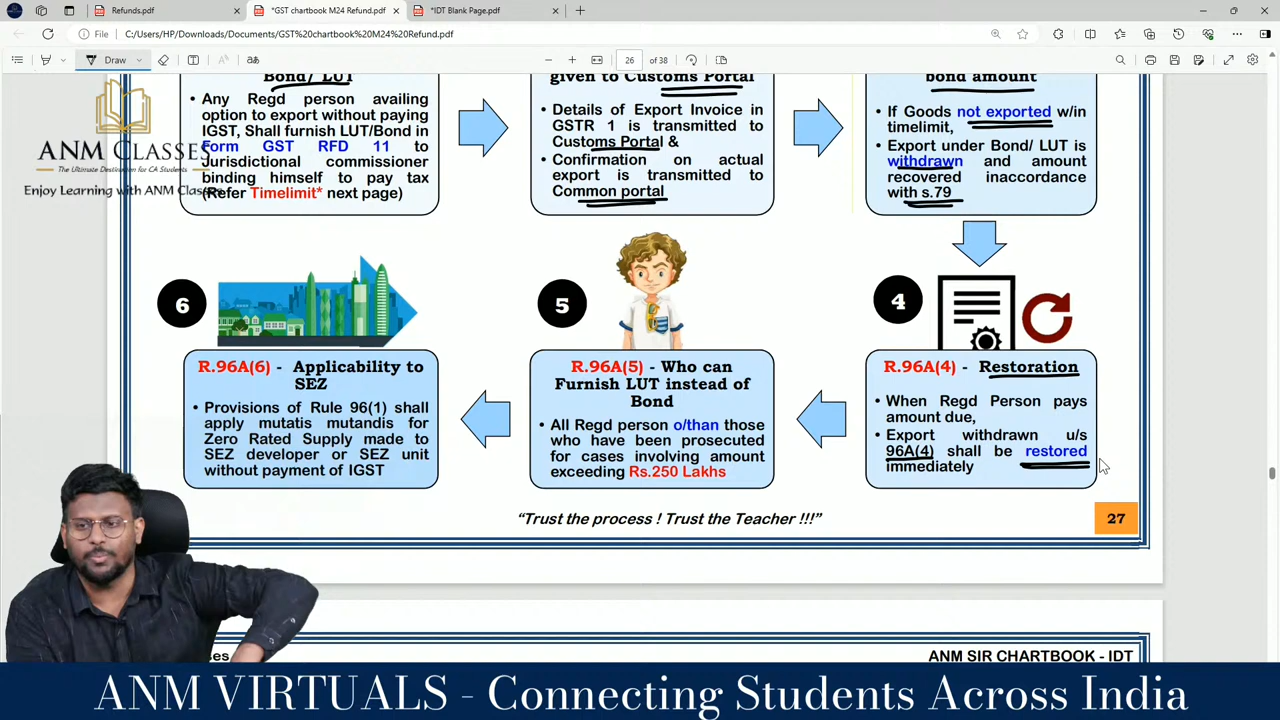 Refunds.pdf
*GST chartbook M24 Refund.pdf
*IDT Blank Page.pdf
File
C:/Users/HP/Downloads/Documents/GST%20chartbook%20M24%20Refund.pdf
Draw
26 of 38
ANM CLASSES
The Ultimate Destination for CA Students
Enjoy Learning with ANM Classes
Bond/ LUT
• Any Regd person availing
option to export without paying
IGST, Shall furnish LUT/Bond in
Form GST RFD 11 to
Jurisdictional commissioner
binding himself to pay tax
(Refer Timelimit* next page)
given to Customs Portal
• Details of Export Invoice in
GSTR 1 is transmitted to
Customs Portal &
• Confirmation on actual
export is transmitted to
Common portal
bond amount
• If Goods not exported w/in
timelimit,
• Export under Bond/ LUT is
withdrawn and amount
recovered inaccordance
with s.79
6
R.96A(6) - Applicability to
SEZ
• Provisions of Rule 96(1) shall
apply mutatis mutandis for
Zero Rated Supply made to
SEZ developer or SEZ unit
without payment of IGST
5
R.96A(5) - Who can
Furnish LUT instead of
Bond
• All Regd person o/than those
who have been prosecuted
for cases involving amount
exceeding Rs.250 Lakhs
4
R.96A(4) - Restoration
• When Regd Person pays
amount due,
• Export withdrawn u/s
96A(4) shall be restored
immediately
“Trust the process ! Trust the Teacher !!!”
27
ANM SIR CHARTBOOK - IDT
ANM VIRTUALS - Connecting Students Across India